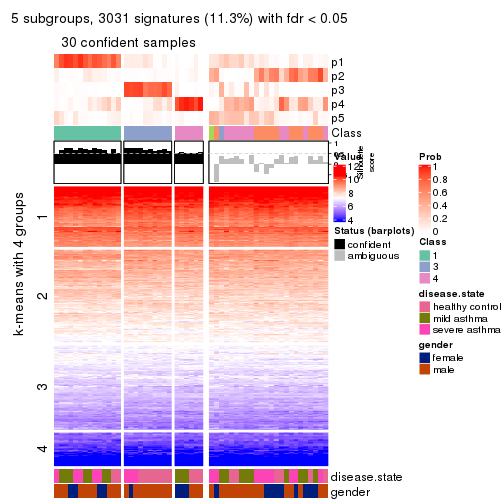 5 subgroups, 3031 signatures (11.3%) with fdr < 0.05
30 confident samples
p1
p2
p3
p4
p5
Class
1
Silhouette
score
k-means with 4 groups
1
2
3
4
Value
12
10
8
6
4
Status (barplots)
confident
ambiguous
Prob
1
0.8
0.6
0.4
0.2
0
Class
1
3
4
disease.state
healthy control
mild asthma
severe asthma
gender
female
male
disease.state
gender